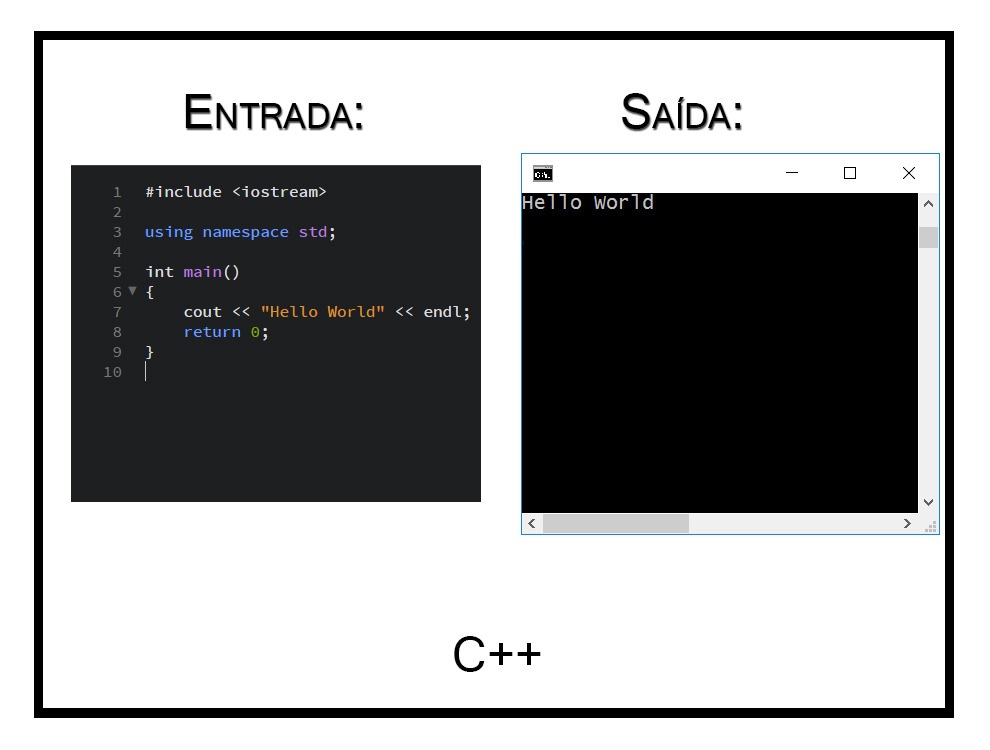 Entrada:
1 #include <iostream>
2
3 using namespace std;
4
5 int main()
6 {
7 cout << "Hello World" << endl;
8 return 0;
9 }
10
Saída:
C:\.
Hello World
C++